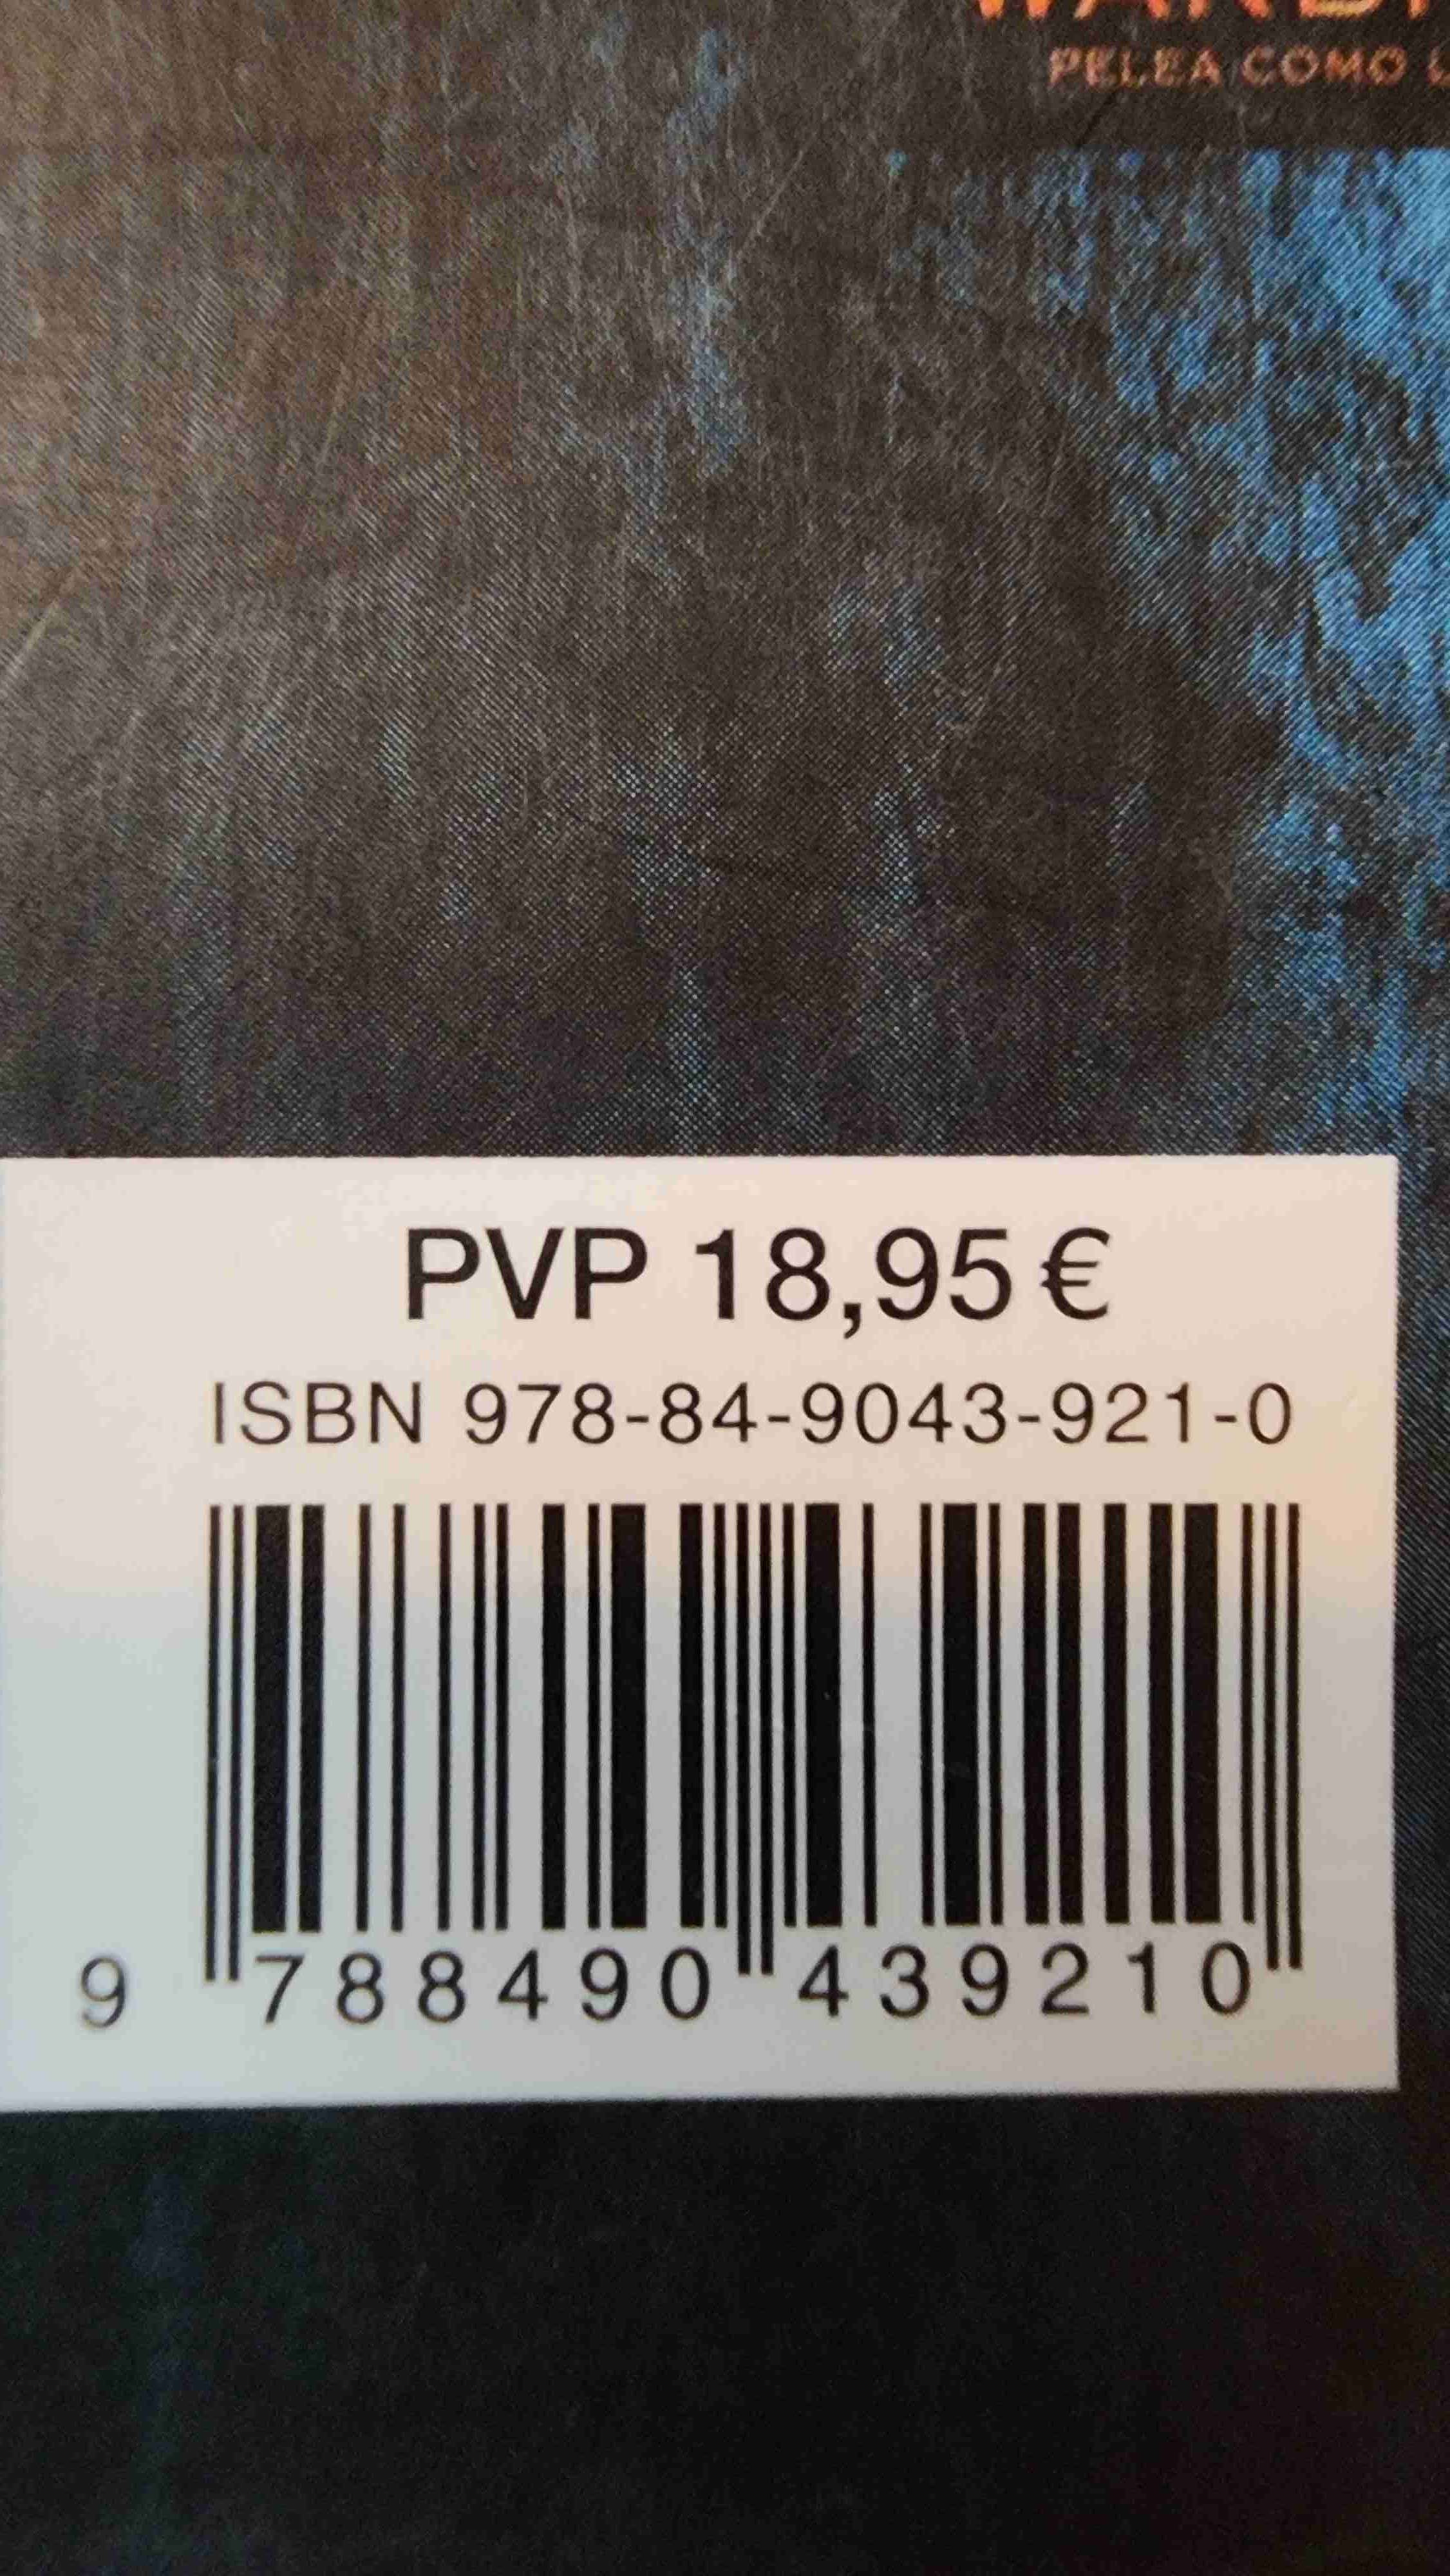 PELEA COMO
PVP 18,95 €
ISBN 978-84-9043-921-0
9 788490 439210